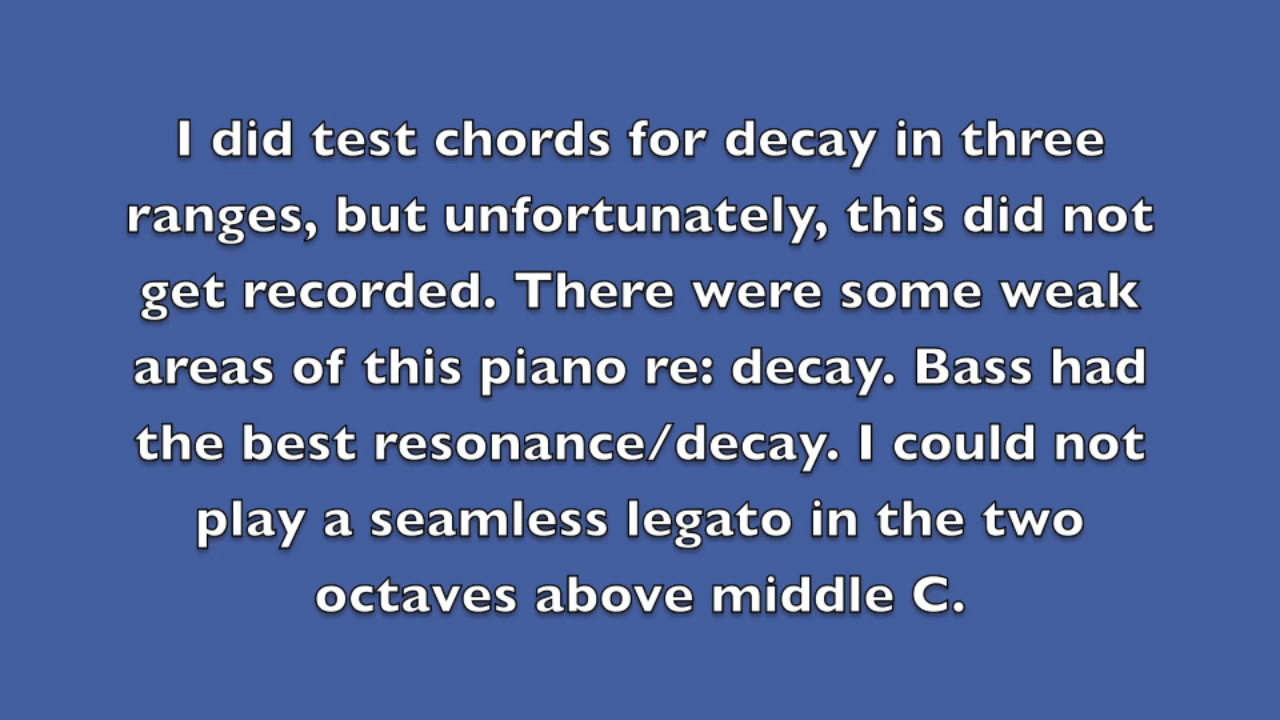 I did test chords for decay in three
ranges, but unfortunately, this did not
get recorded. There were some weak
areas of this piano re: decay. Bass had
the best resonance/decay. I could not
play a seamless legato in the two
octaves above middle C.